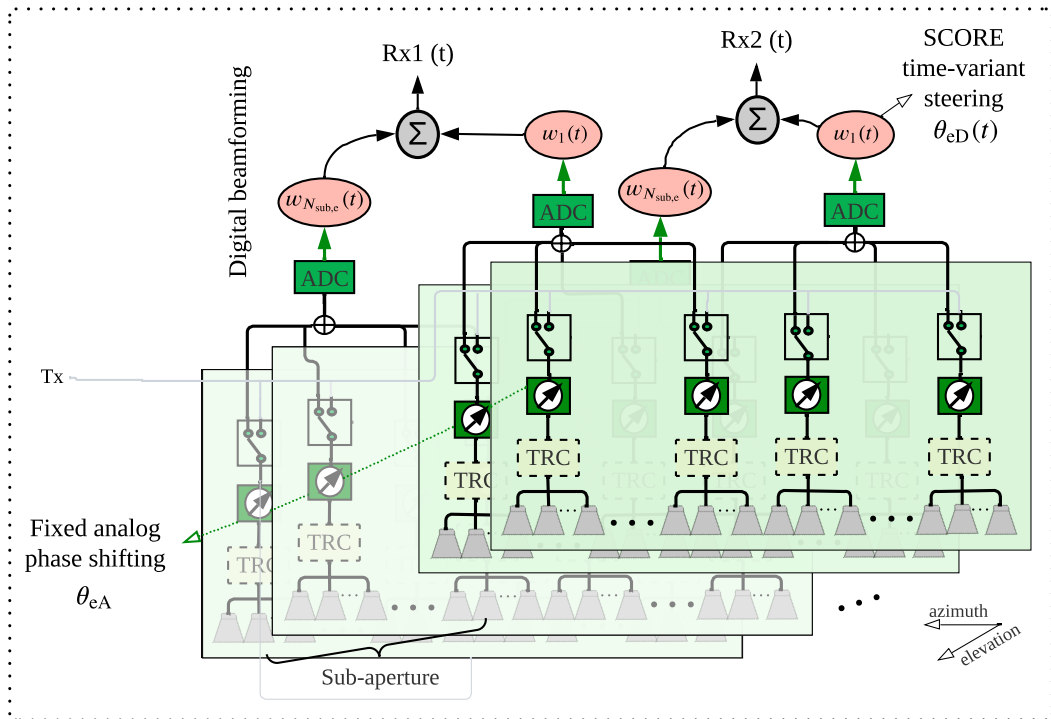 Rx1 (t)
Rx2 (t)
SCORE
time-variant
steering
θeD(t)
Digital beamforming
Σ
Σ
w1(t)
w1(t)
wNsub,e(t)
wNsub,e(t)
ADC
ADC
ADC
ADC
Tx
TRC
TRC
TRC
TRC
TRC
TRC
TRC
Fixed analog
phase shifting
θeA
Sub-aperture
azimuth
elevation